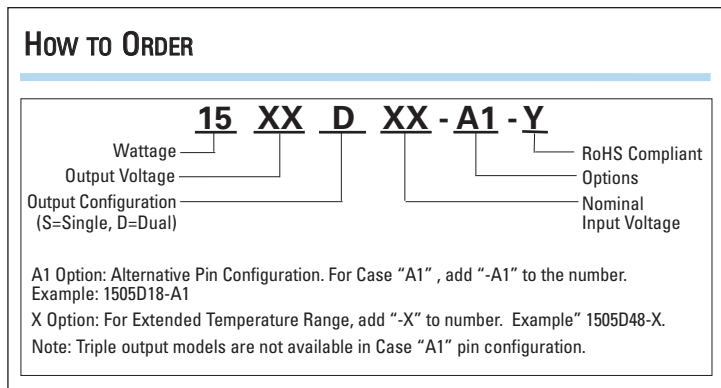 How to Order
15 XX D XX - A1 - Y
Wattage
RoHS Compliant
Output Voltage
Options
Output Configuration
(S=Single, D=Dual)
Nominal
Input Voltage
A1 Option: Alternative Pin Configuration. For Case “A1” , add “-A1” to the number.
Example: 1505D18-A1
X Option: For Extended Temperature Range, add “-X” to number. Example” 1505D48-X.
Note: Triple output models are not available in Case “A1” pin configuration.